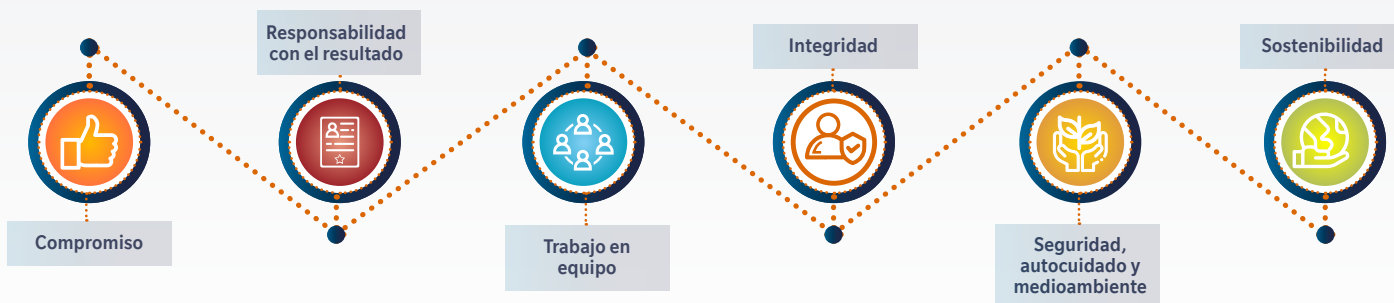 Compromiso
Responsabilidad
con el resultado
Trabajo en
equipo
Integridad
Seguridad,
autocuidado y
medioambiente
Sostenibilidad